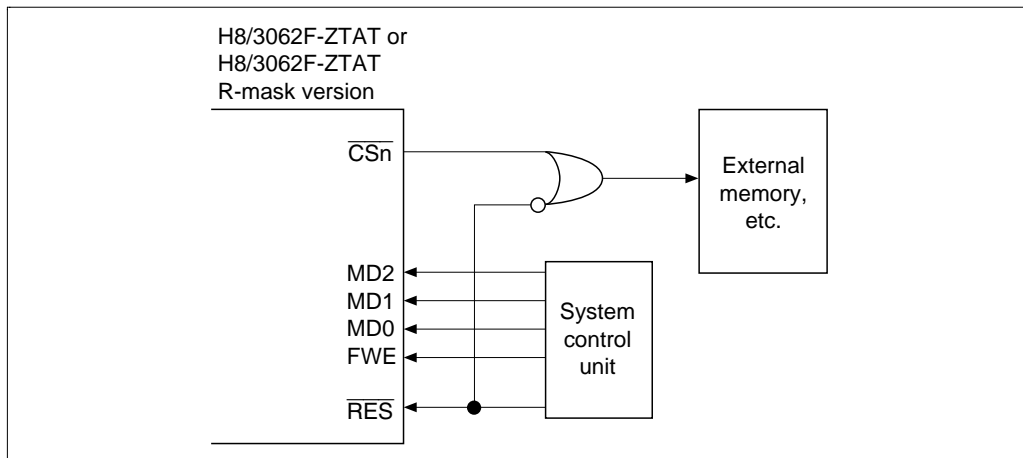 H8/3062F-ZTAT or
H8/3062F-ZTAT
R-mask version
CSn
External
memory,
etc.
MD2
MD1
MD0
FWE
RES
System
control
unit